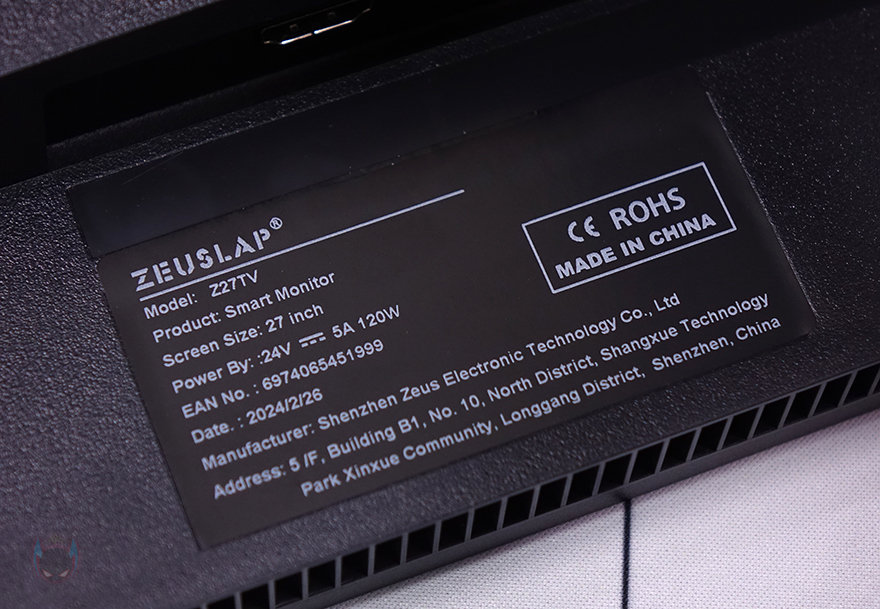 ZEUSLAP®
Model: Z27TV
Product: Smart Monitor
Screen Size: 27 inch
Power By: :24V ⎓ 5A 120W
EAN No. : 6974065451999
Date. : 2024/2/26
Manufacturer: Shenzhen Zeus Electronic Technology Co., Ltd
Address: 5 /F, Building B1, No. 10, North District, Shangxue Technology
Park Xinxue Community, Longgang District, Shenzhen, China
CE ROHS
MADE IN CHINA